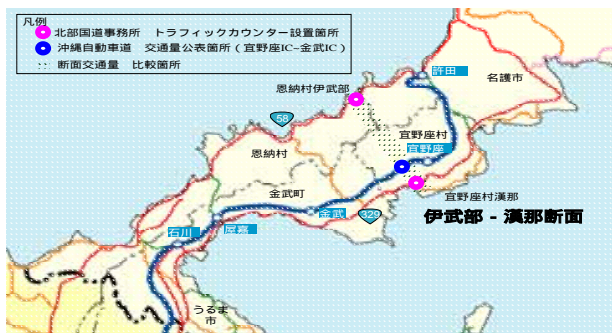 凡例
北部国道事務所 トラフィックカウンター設置箇所
沖縄自動車道 交通量公表箇所（宜野座IC~金武IC）
断面交通量 比較箇所
許田
名護市
恩納村伊武部
58
宜野座村
宜野座
恩納村
金武町
宜野座村漢那
金武
329
伊武部 - 漢那断面
石川
屋嘉
うるま
市